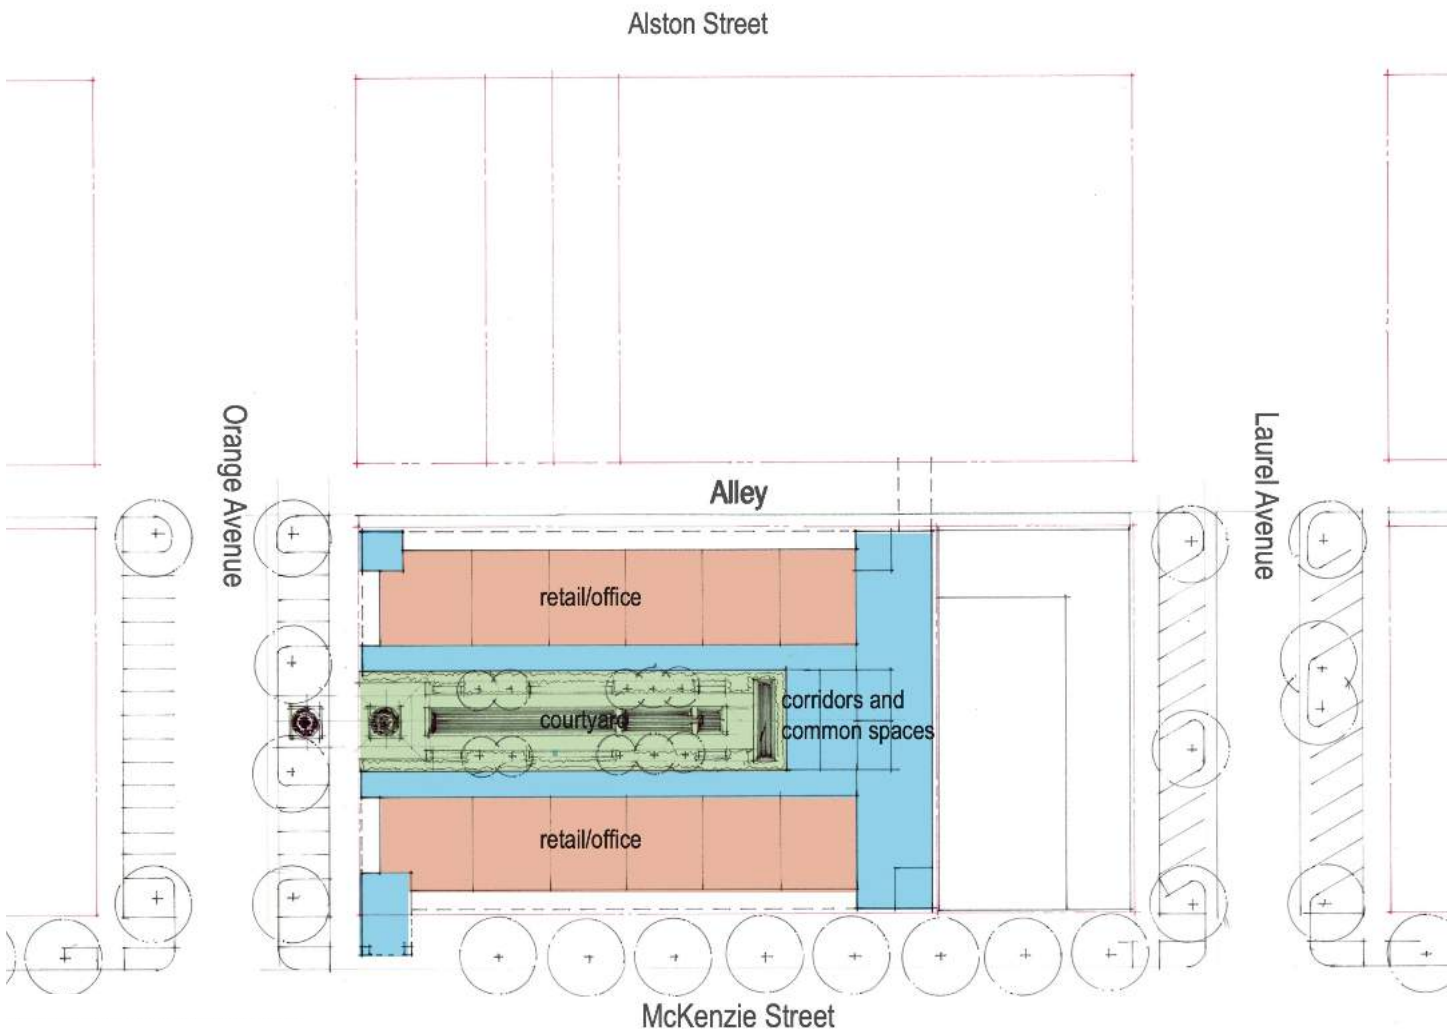 Alston Street
Orange Avenue
Laurel Avenue
Alley
retail/office
courtyard
corridors and
common spaces
retail/office
McKenzie Street